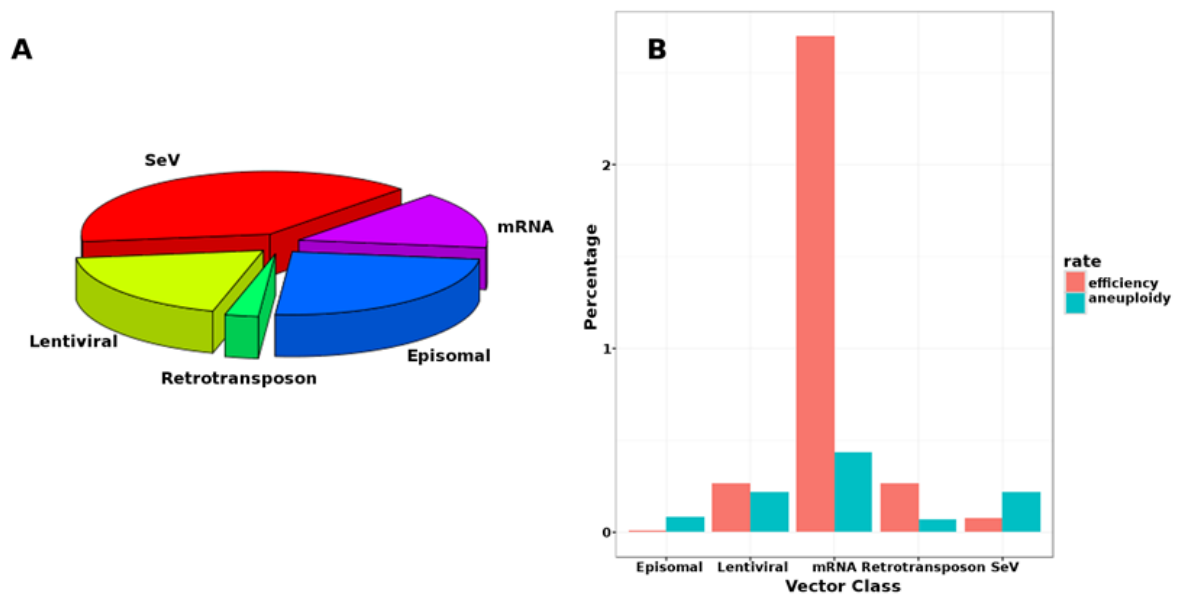 A
SeV
mRNA
Lentiviral
Episomal
Retrotransposon
B
2
1
0
Percentage
Episomal Lentiviral mRNA Retrotransposon SeV
Vector Class
rate
efficiency
aneuploidy